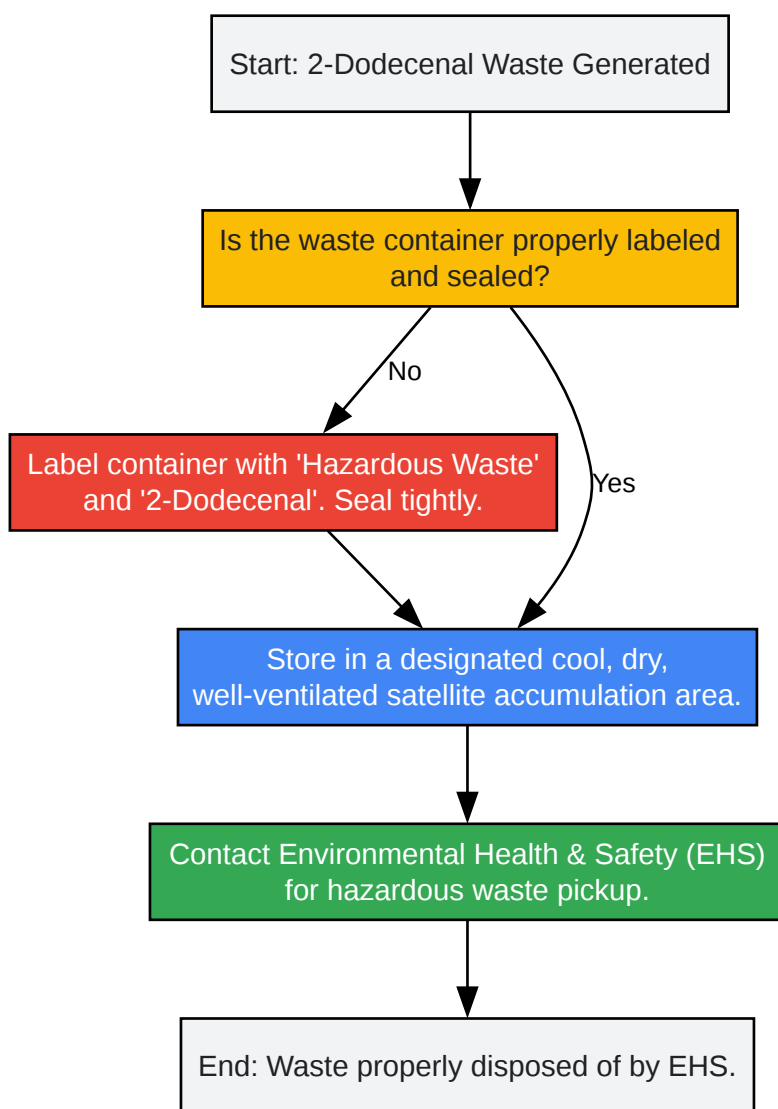 Start: 2-Dodecenal Waste Generated
Is the waste container properly labeled
and sealed?
No
Label container with 'Hazardous Waste'
and '2-Dodecenal'. Seal tightly.
Yes
Store in a designated cool, dry,
well-ventilated satellite accumulation area.
Contact Environmental Health & Safety (EHS)
for hazardous waste pickup.
End: Waste properly disposed of by EHS.